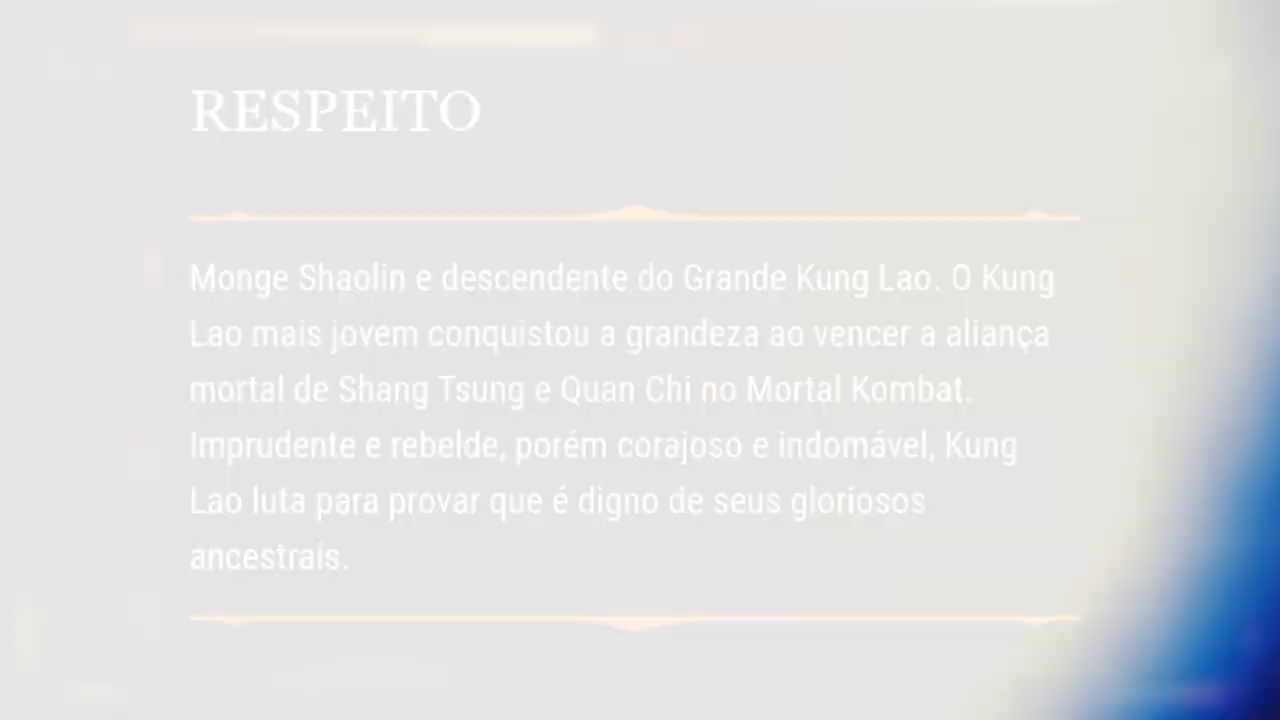 RESPEITO
Monge Shaolin e descendente do Grande Kung Lao. O Kung
Lao mais jovem conquistou a grandeza ao vencer a aliança
mortal de Shang Tsung e Quan Chi no Mortal Kombat.
Imprudente e rebelde, porém corajoso e indomável, Kung
Lao luta para provar que é digno de seus gloriosos
ancestrais.